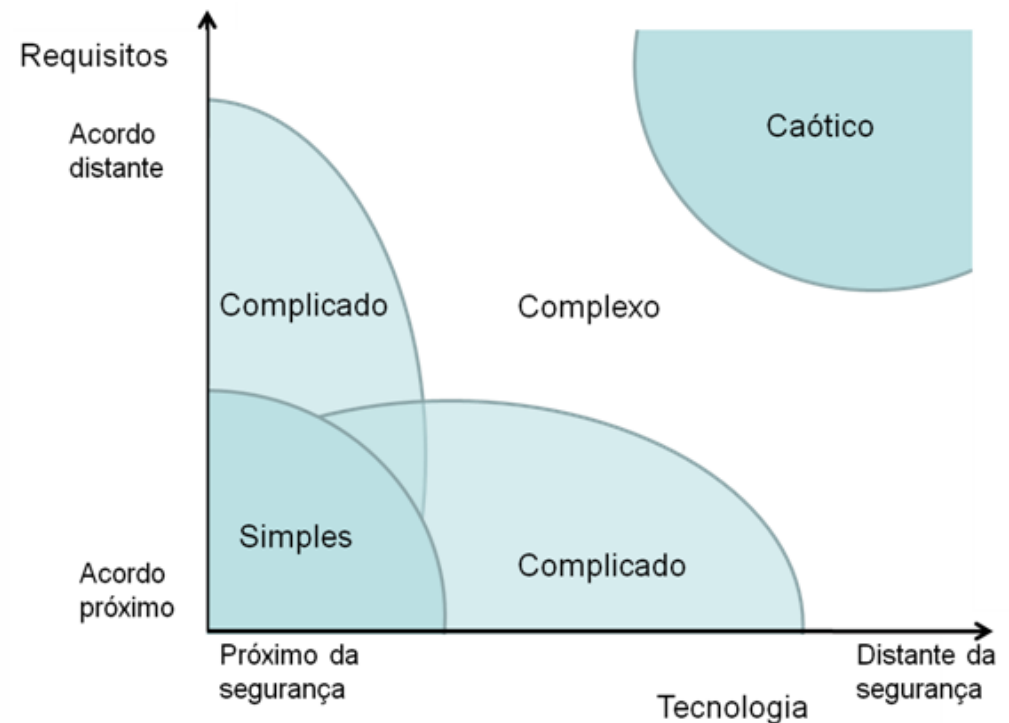 Requisitos
Acordo
distante
Caótico
Complicado
Complexo
Simples
Complicado
Acordo
próximo
Próximo da
segurança
Distante da
segurança
Tecnologia